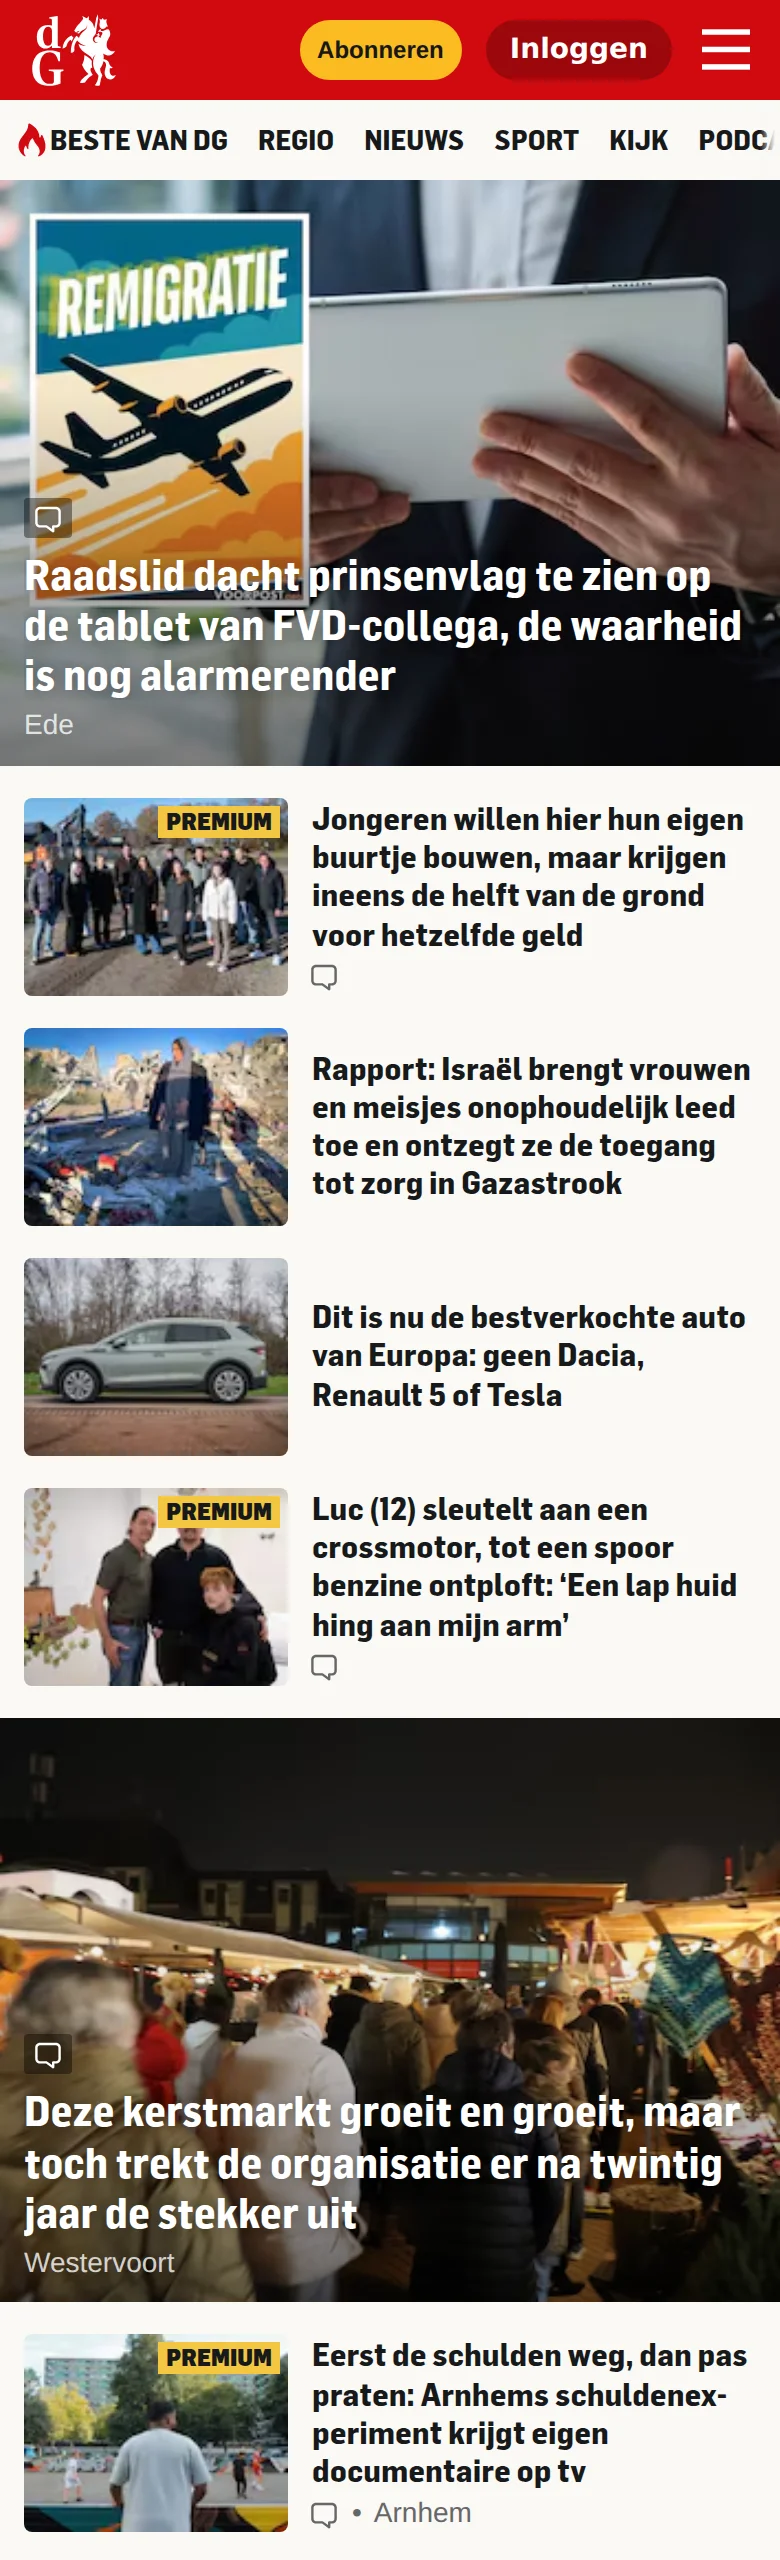 dG
Abonneren
Inloggen
BESTE VAN DG REGIO NIEUWS SPORT KIJK PODCA
REMIGRATIE
VOORPOST
Raadslid dacht prinsenvlag te zien op
de tablet van FVD-collega, de waarheid
is nog alarmerender
Ede
PREMIUM
Jongeren willen hier hun eigen
buurtje bouwen, maar krijgen
ineens de helft van de grond
voor hetzelfde geld
Rapport: Israël brengt vrouwen
en meisjes onophoudelijk leed
toe en ontzegt ze de toegang
tot zorg in Gazastrook
Dit is nu de bestverkochte auto
van Europa: geen Dacia,
Renault 5 of Tesla
PREMIUM
Luc (12) sleutelt aan een
crossmotor, tot een spoor
benzine ontploft: ‘Een lap huid
hing aan mijn arm’
Deze kerstmarkt groeit en groeit, maar
toch trekt de organisatie er na twintig
jaar de stekker uit
Westervoort
PREMIUM
Eerst de schulden weg, dan pas
praten: Arnhems schuldenex-
periment krijgt eigen
documentaire op tv
• Arnhem